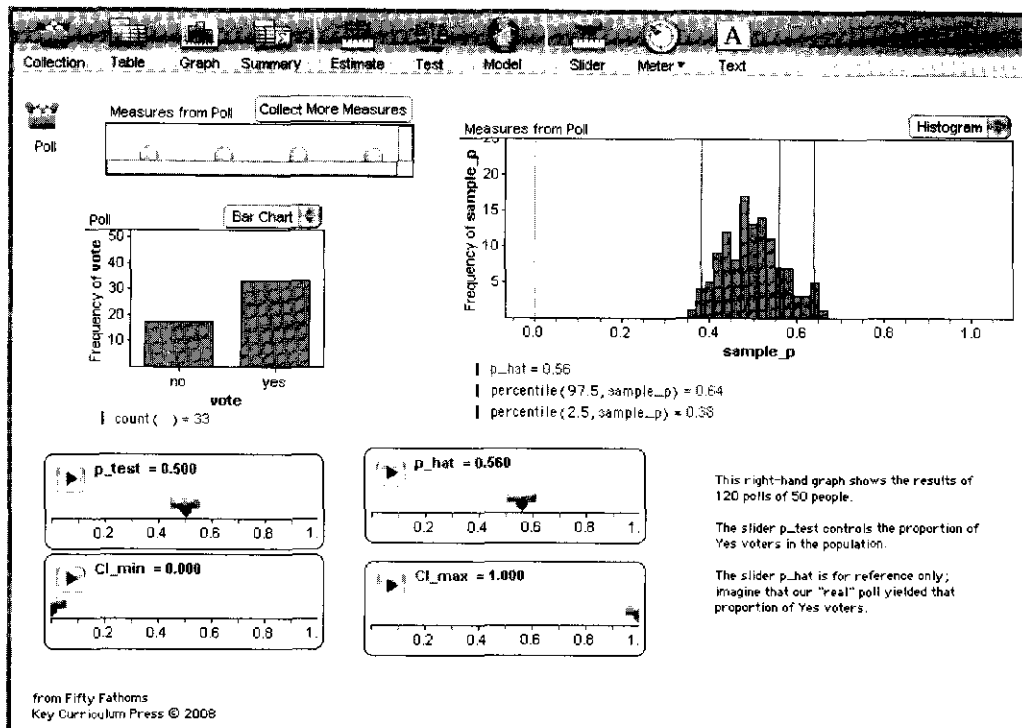 Collection Table Graph Summary Estimate Test Model Slider Meter A Text
Poll
Measures from Poll Collect More Measures
Poll Bar Chart
Frequency of vote
50
40
30
20
10
no yes
vote
count( ) = 33
Measures from Poll Histogram
Frequency of sample_p
25
20
15
10
5
0.0 0.2 0.4 0.6 0.8 1.0
sample_p
p_hat = 0.56
percentile(97.5, sample_p) = 0.64
percentile(2.5, sample_p) = 0.38
p_test = 0.500
0.2 0.4 0.6 0.8 1.
p_hat = 0.560
0.2 0.4 0.6 0.8 1.
CI_min = 0.000
0.2 0.4 0.6 0.8 1.
CI_max = 1.000
0.2 0.4 0.6 0.8 1.
This right-hand graph shows the results of
120 polls of 50 people.
The slider p_test controls the proportion of
Yes voters in the population.
The slider p_hat is for reference only;
imagine that our "real" poll yielded that
proportion of Yes voters.
from Fifty Fathoms
Key Curriculum Press © 2008